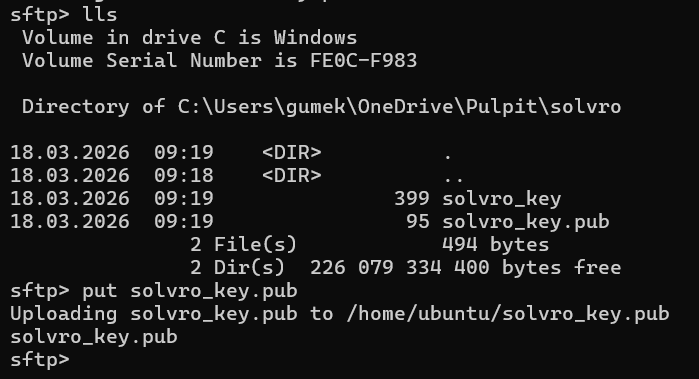 sftp> lls
Volume in drive C is Windows
Volume Serial Number is FE0C-F983
Directory of C:\Users\gumek\OneDrive\Pulpit\solvro
18.03.2026  09:19    <DIR>          .
18.03.2026  09:18    <DIR>          ..
18.03.2026  09:19               399 solvro_key
18.03.2026  09:19                95 solvro_key.pub
2 File(s)            494 bytes
2 Dir(s)  226 079 334 400 bytes free
sftp> put solvro_key.pub
Uploading solvro_key.pub to /home/ubuntu/solvro_key.pub
solvro_key.pub
sftp>